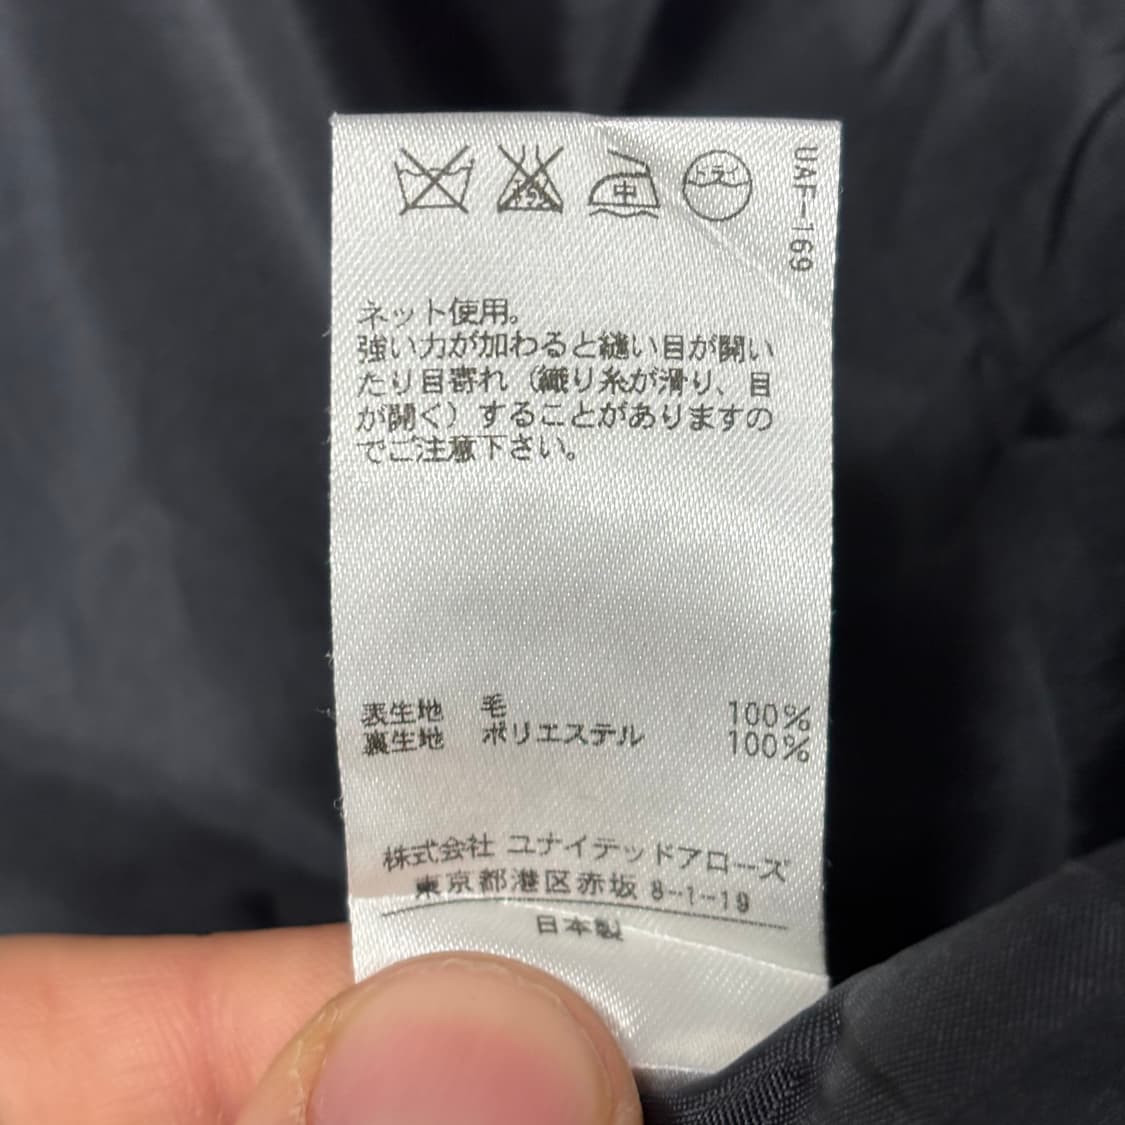 エンソ
中
ドライ
UAF-169
ネット使用。
強い力が加わると縫い目が開い
たり目寄れ（織り糸が滑り、目
が開く）することがありますの
でご注意下さい。
表生地 毛 100%
裏生地 ポリエステル 100%
株式会社 ユナイテッドアローズ
東京都港区赤坂 8-1-19
日本製